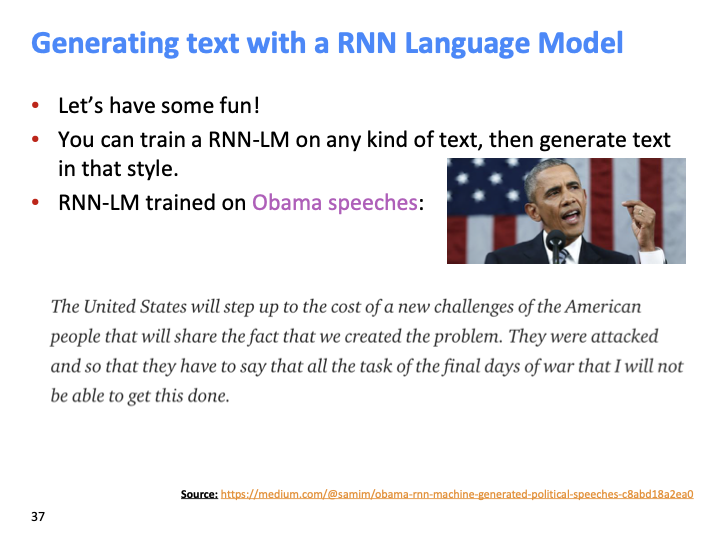 Generating text with a RNN Language Model
• Let’s have some fun!
• You can train a RNN-LM on any kind of text, then generate text
in that style.
• RNN-LM trained on Obama speeches:
The United States will step up to the cost of a new challenges of the American
people that will share the fact that we created the problem. They were attacked
and so that they have to say that all the task of the final days of war that I will not
be able to get this done.
Source: https://medium.com/@samim/obama-rnn-machine-generated-political-speeches-c8abd18a2ea0
37